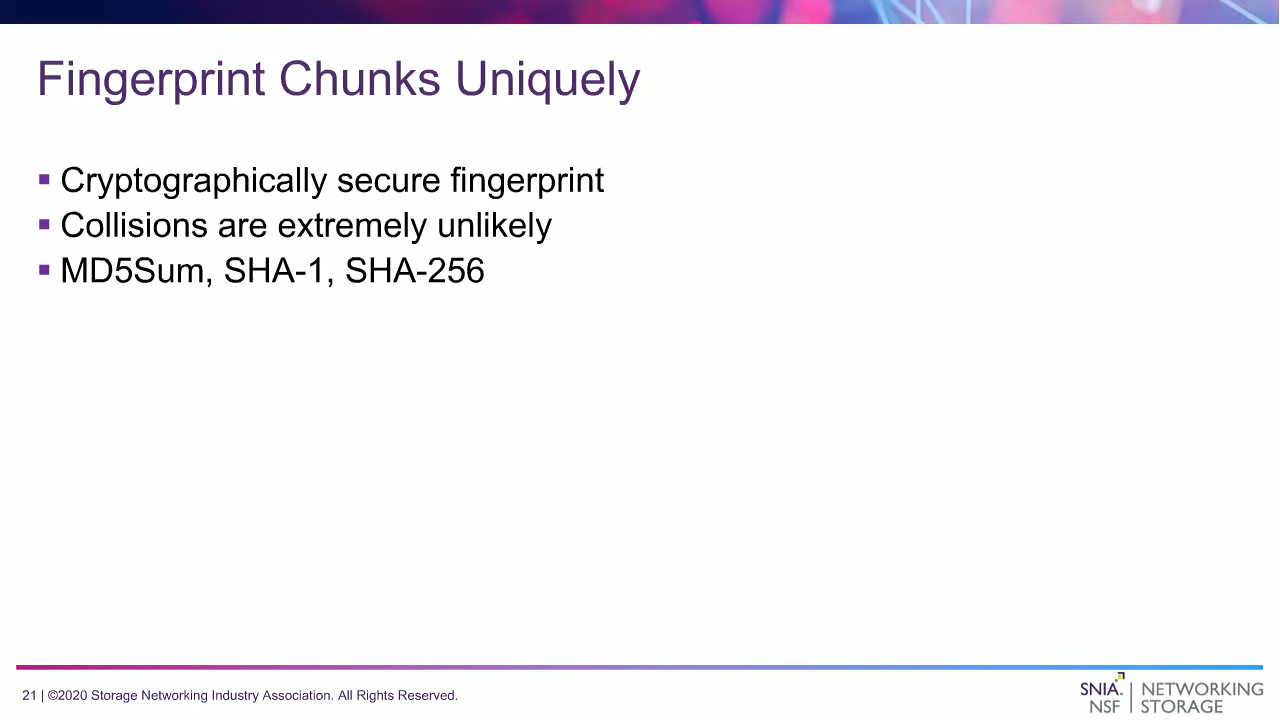 Fingerprint Chunks Uniquely
▪ Cryptographically secure fingerprint
▪ Collisions are extremely unlikely
▪ MD5Sum, SHA-1, SHA-256
21 | ©2020 Storage Networking Industry Association. All Rights Reserved.
SNIA. | NETWORKING
NSF | STORAGE